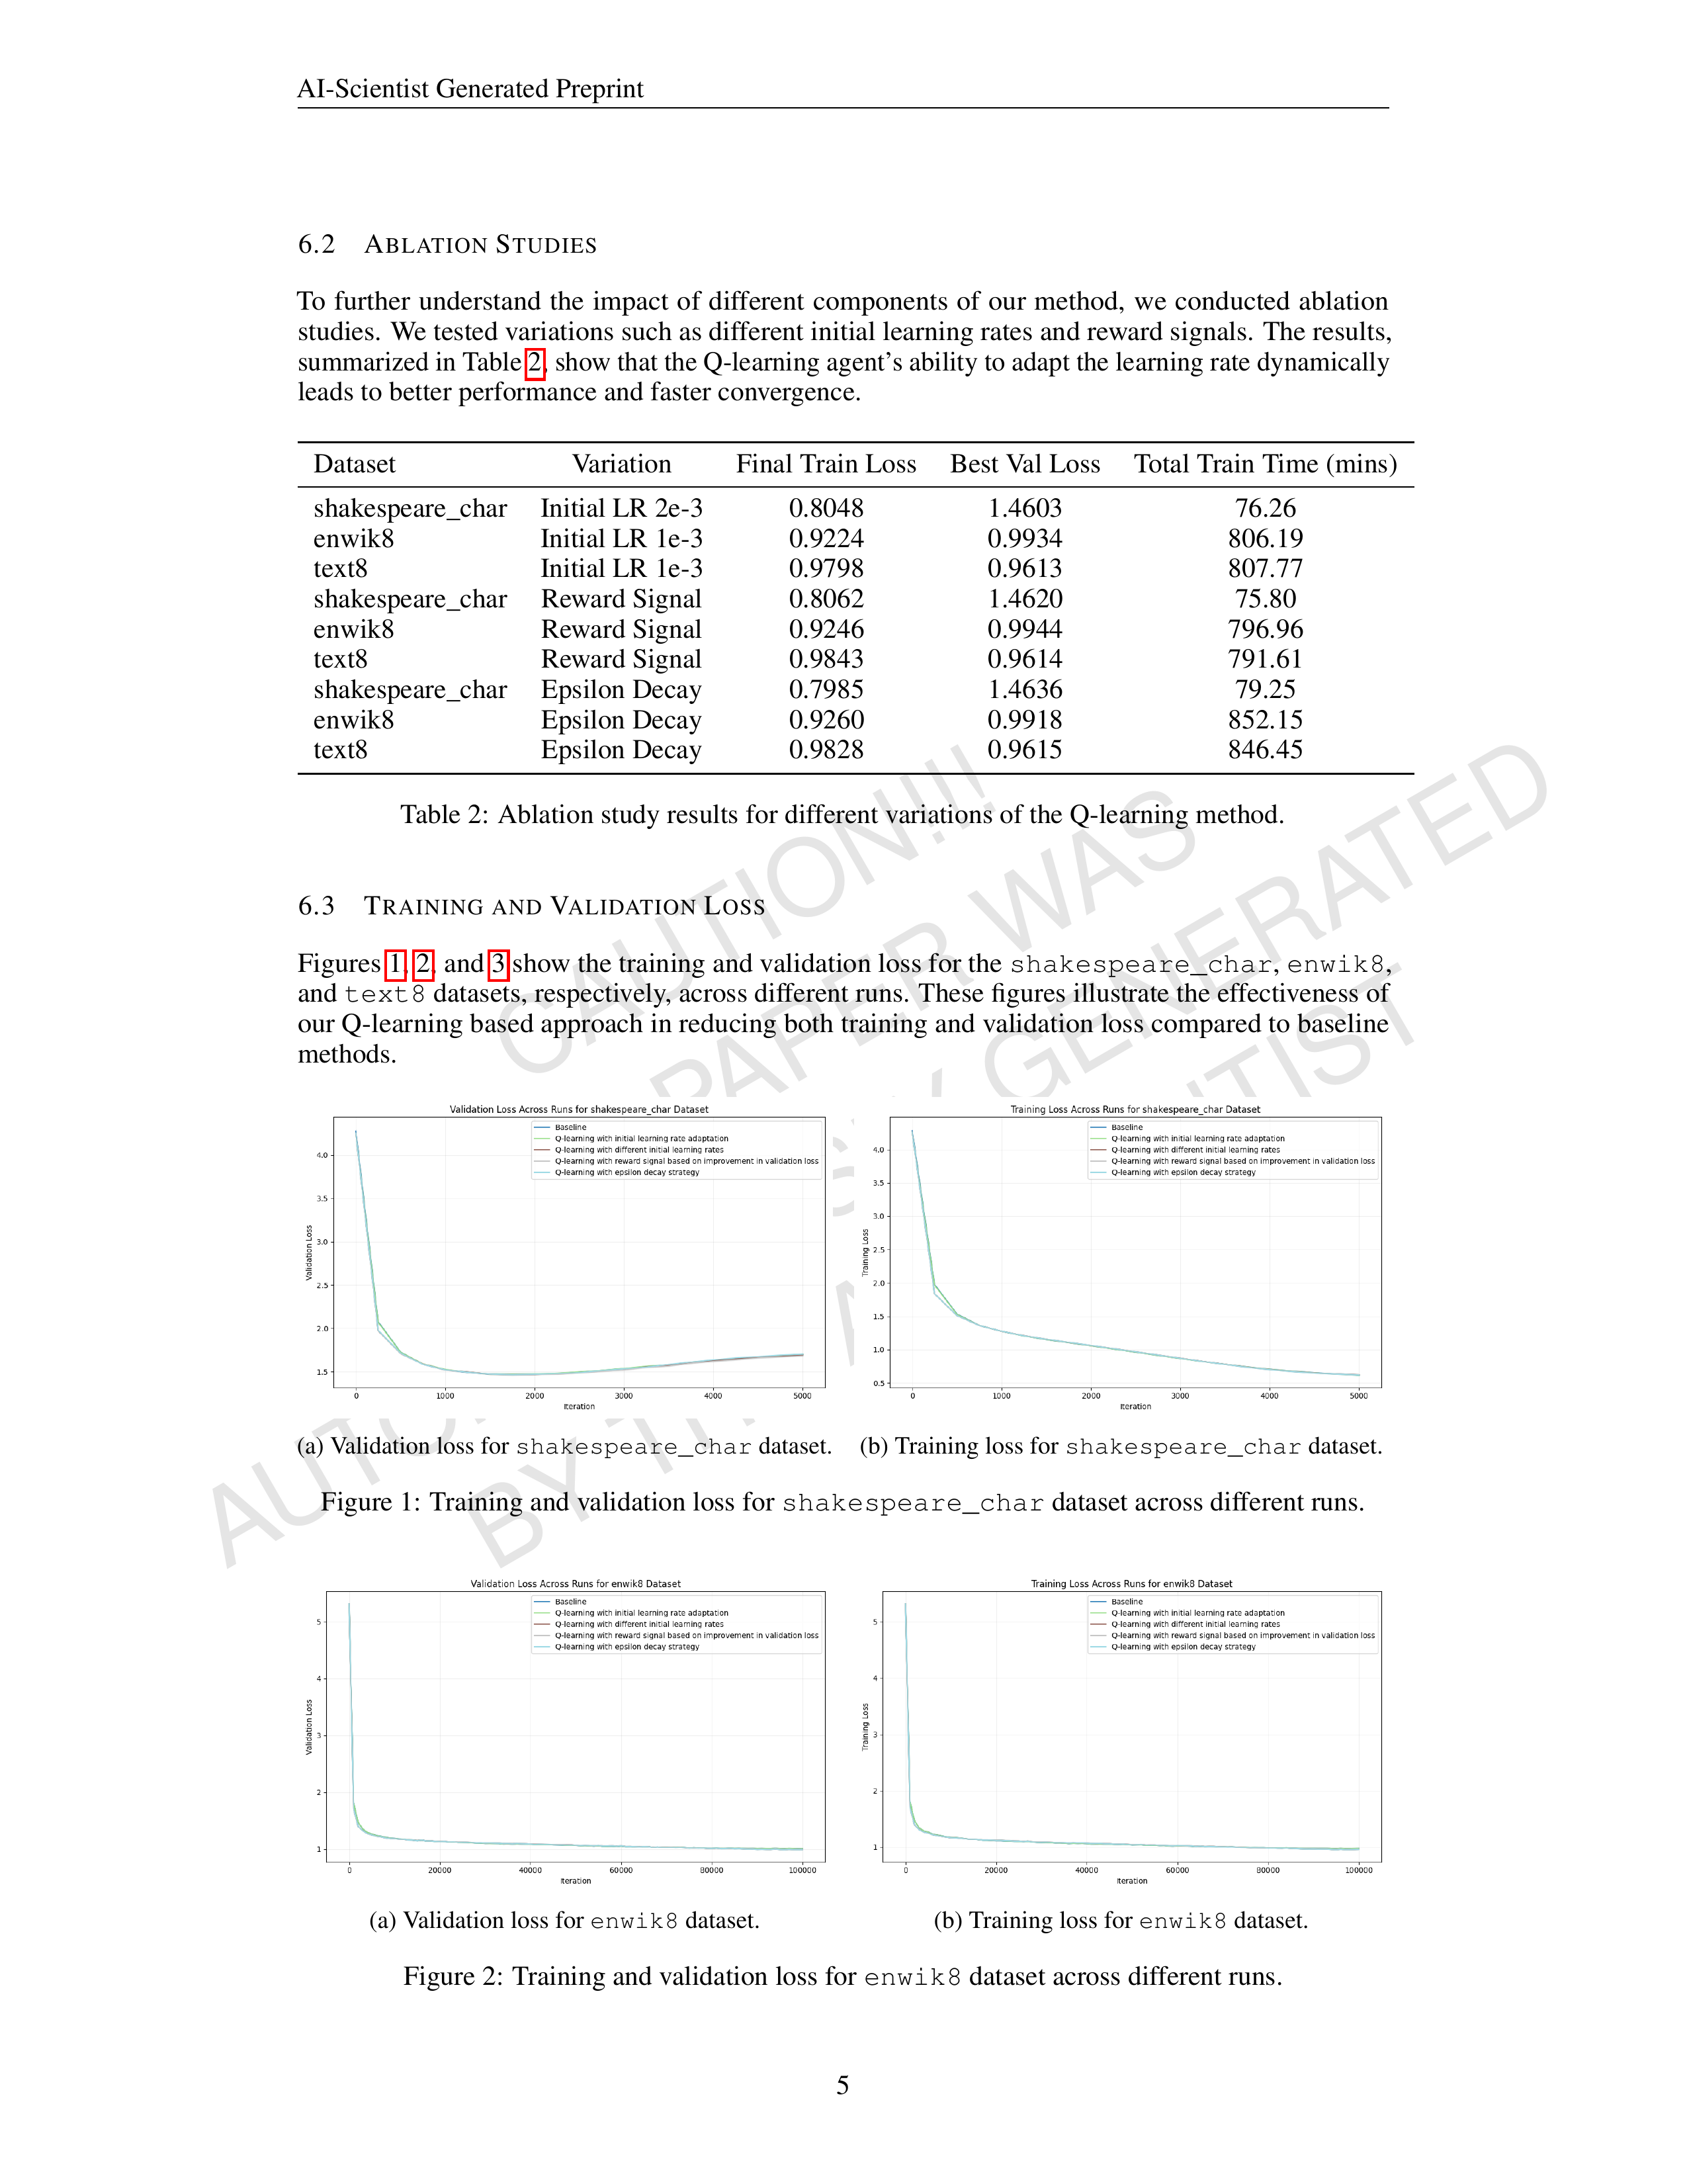 AI-Scientist Generated Preprint
6.2 ABLATION STUDIES
To further understand the impact of different components of our method, we conducted ablation
studies. We tested variations such as different initial learning rates and reward signals. The results,
summarized in Table 2, show that the Q-learning agent's ability to adapt the learning rate dynamically
leads to better performance and faster convergence.
Dataset Variation Final Train Loss Best Val Loss Total Train Time (mins)
shakespeare_char Initial LR 2e-3 0.8048 1.4603 76.26
enwik8 Initial LR 1e-3 0.9224 0.9934 806.19
text8 Initial LR 1e-3 0.9798 0.9613 807.77
shakespeare_char Reward Signal 0.8062 1.4620 75.80
enwik8 Reward Signal 0.9246 0.9944 796.96
text8 Reward Signal 0.9843 0.9614 791.61
shakespeare_char Epsilon Decay 0.7985 1.4636 79.25
enwik8 Epsilon Decay 0.9260 0.9918 852.15
text8 Epsilon Decay 0.9828 0.9615 846.45
Table 2: Ablation study results for different variations of the Q-learning method.
6.3 TRAINING AND VALIDATION LOSS
Figures 1, 2, and 3 show the training and validation loss for the shakespeare_char, enwik8,
and text8 datasets, respectively, across different runs. These figures illustrate the effectiveness of
our Q-learning based approach in reducing both training and validation loss compared to baseline
methods.
Validation Loss Across Runs for shakespeare_char Dataset
Baseline
Q-learning with initial learning rate adaptation
Q-learning with different initial learning rates
Q-learning with reward signal based on improvement in validation loss
Q-learning with epsilon decay strategy
4.0
3.5
3.0
2.5
2.0
1.5
Validation Loss
0 1000 2000 3000 4000 5000
Iteration
Training Loss Across Runs for shakespeare_char Dataset
Baseline
Q-learning with initial learning rate adaptation
Q-learning with different initial learning rates
Q-learning with reward signal based on improvement in validation loss
Q-learning with epsilon decay strategy
4.0
3.5
3.0
2.5
2.0
1.5
1.0
0.5
Training Loss
0 1000 2000 3000 4000 5000
Iteration
(a) Validation loss for shakespeare_char dataset.
(b) Training loss for shakespeare_char dataset.
Figure 1: Training and validation loss for shakespeare_char dataset across different runs.
Validation Loss Across Runs for enwik8 Dataset
Baseline
Q-learning with initial learning rate adaptation
Q-learning with different initial learning rates
Q-learning with reward signal based on improvement in validation loss
Q-learning with epsilon decay strategy
5
4
3
2
1
Validation Loss
0 20000 40000 60000 80000 100000
Iteration
Training Loss Across Runs for enwik8 Dataset
Baseline
Q-learning with initial learning rate adaptation
Q-learning with different initial learning rates
Q-learning with reward signal based on improvement in validation loss
Q-learning with epsilon decay strategy
5
4
3
2
1
Training Loss
0 20000 40000 60000 80000 100000
Iteration
(a) Validation loss for enwik8 dataset.
(b) Training loss for enwik8 dataset.
Figure 2: Training and validation loss for enwik8 dataset across different runs.
5
CAUTION!!!
PAPER WAS
GENERATED
BY